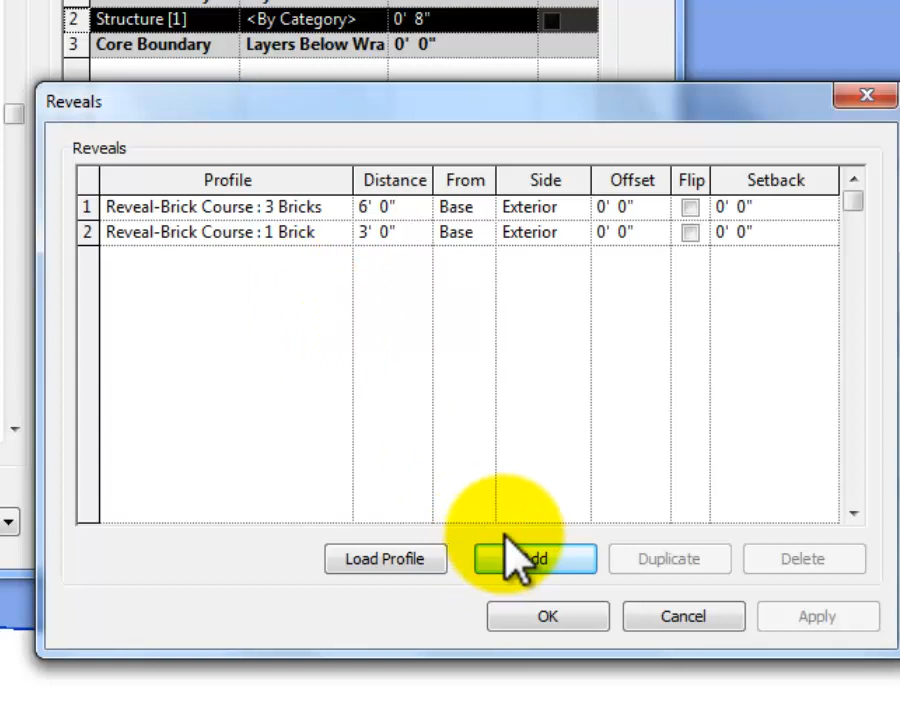 2 Structure [1] <By Category> 0' 8"
3 Core Boundary Layers Below Wra 0' 0"
Reveals
Reveals
Profile Distance From Side Offset Flip Setback
1 Reveal-Brick Course : 3 Bricks 6' 0" Base Exterior 0' 0" 0' 0"
2 Reveal-Brick Course : 1 Brick 3' 0" Base Exterior 0' 0" 0' 0"
Load Profile Duplicate Delete
OK Cancel Apply